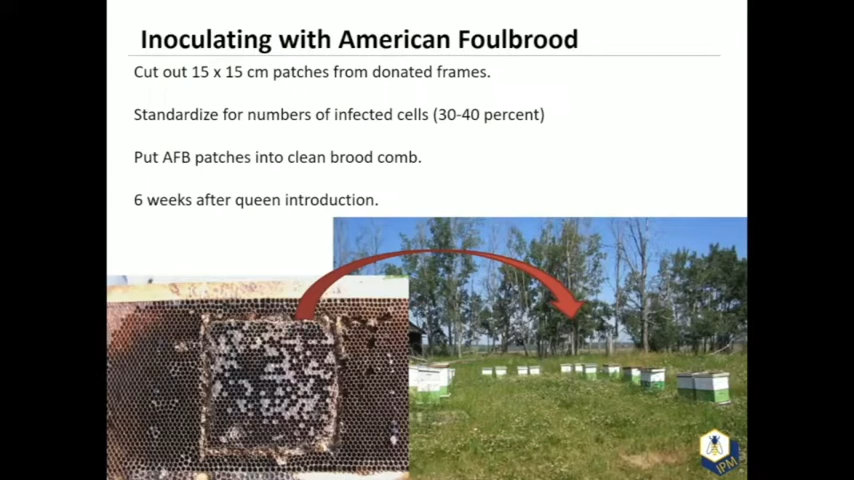 Inoculating with American Foulbrood
Cut out 15 x 15 cm patches from donated frames.
Standardize for numbers of infected cells (30-40 percent)
Put AFB patches into clean brood comb.
6 weeks after queen introduction.
IPM